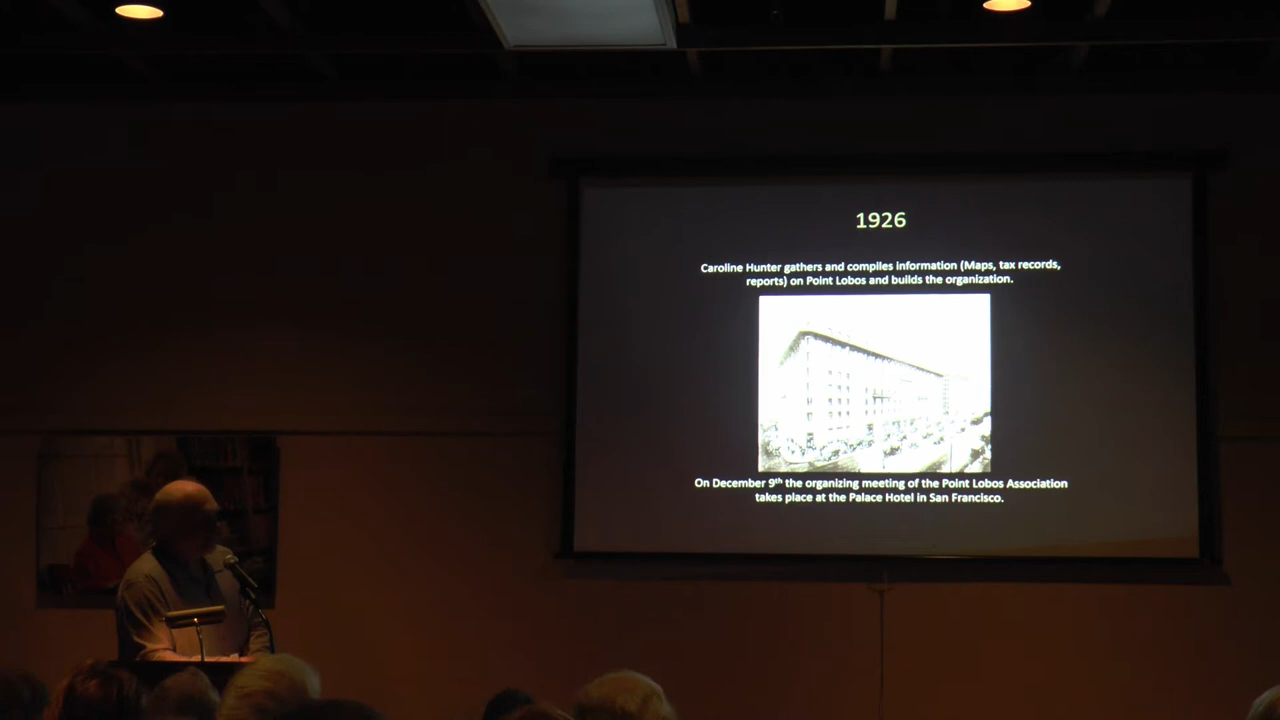 1926
Caroline Hunter gathers and compiles information (Maps, tax records,
reports) on Point Lobos and builds the organization.
On December 9th the organizing meeting of the Point Lobos Association
takes place at the Palace Hotel in San Francisco.